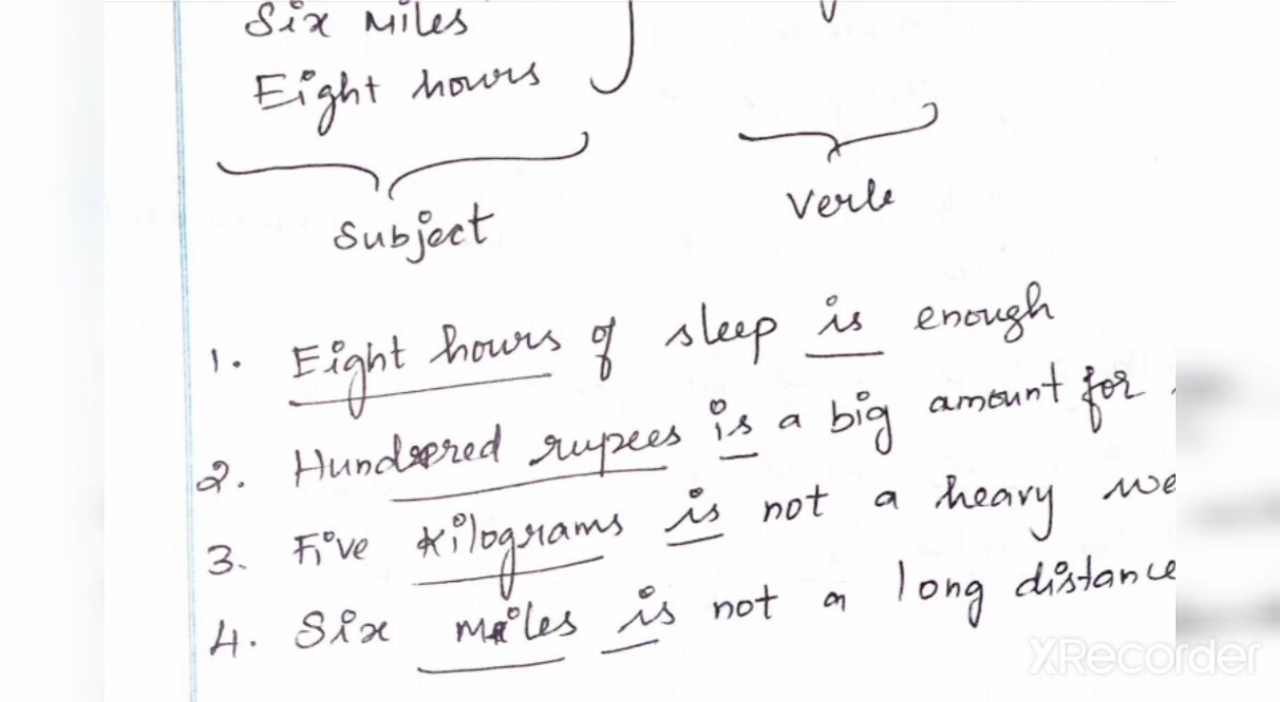 Six Miles
Eight hours
Subject
Verb
1. Eight hours of sleep is enough
2. Hundred rupees is a big amount for
3. Five kilograms is not a heavy we
4. Six miles is not a long distance
XRecorder